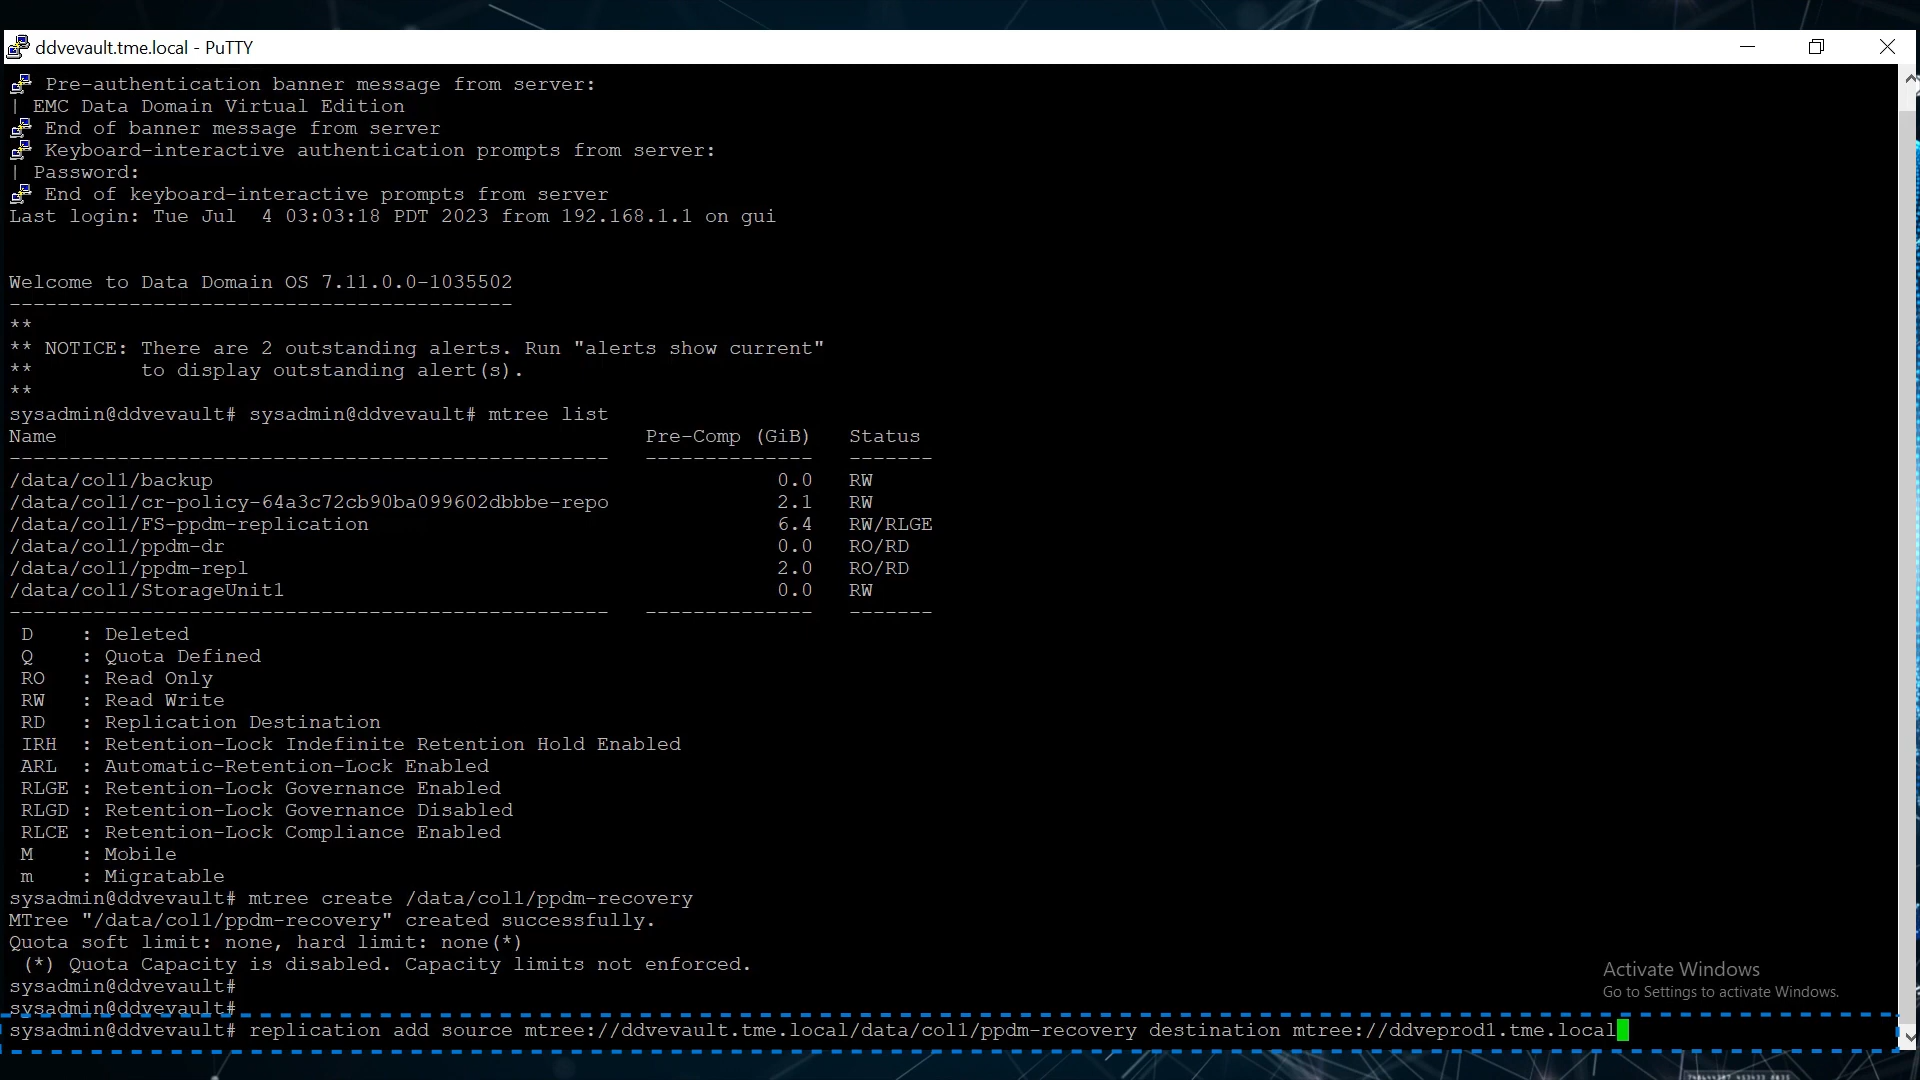 ddvevault.tme.local - PuTTY
Pre-authentication banner message from server:
| EMC Data Domain Virtual Edition
End of banner message from server
Keyboard-interactive authentication prompts from server:
| Password:
End of keyboard-interactive prompts from server
Last login: Tue Jul  4 03:03:18 PDT 2023 from 192.168.1.1 on gui
Welcome to Data Domain OS 7.11.0.0-1035502
------------------------------------------
**
** NOTICE: There are 2 outstanding alerts. Run "alerts show current"
**         to display outstanding alert(s).
**
sysadmin@ddvevault# sysadmin@ddvevault# mtree list
Name                                                 Pre-Comp (GiB)   Status
--------------------------------------------------   --------------   -------
/data/col1/backup                                               0.0   RW
/data/col1/cr-policy-64a3c72cb90ba099602dbbbe-repo              2.1   RW
/data/col1/FS-ppdm-replication                                  6.4   RW/RLGE
/data/col1/ppdm-dr                                              0.0   RO/RD
/data/col1/ppdm-repl                                            2.0   RO/RD
/data/col1/StorageUnit1                                         0.0   RW
--------------------------------------------------   --------------   -------
D    : Deleted
Q    : Quota Defined
RO   : Read Only
RW   : Read Write
RD   : Replication Destination
IRH  : Retention-Lock Indefinite Retention Hold Enabled
ARL  : Automatic-Retention-Lock Enabled
RLGE : Retention-Lock Governance Enabled
RLGD : Retention-Lock Governance Disabled
RLCE : Retention-Lock Compliance Enabled
M    : Mobile
m    : Migratable
sysadmin@ddvevault# mtree create /data/col1/ppdm-recovery
MTree "/data/col1/ppdm-recovery" created successfully.
Quota soft limit: none, hard limit: none(*)
(*) Quota Capacity is disabled. Capacity limits not enforced.
sysadmin@ddvevault#
sysadmin@ddvevault#
sysadmin@ddvevault# replication add source mtree://ddvevault.tme.local/data/col1/ppdm-recovery destination mtree://ddveprod1.tme.local
Activate Windows
Go to Settings to activate Windows.